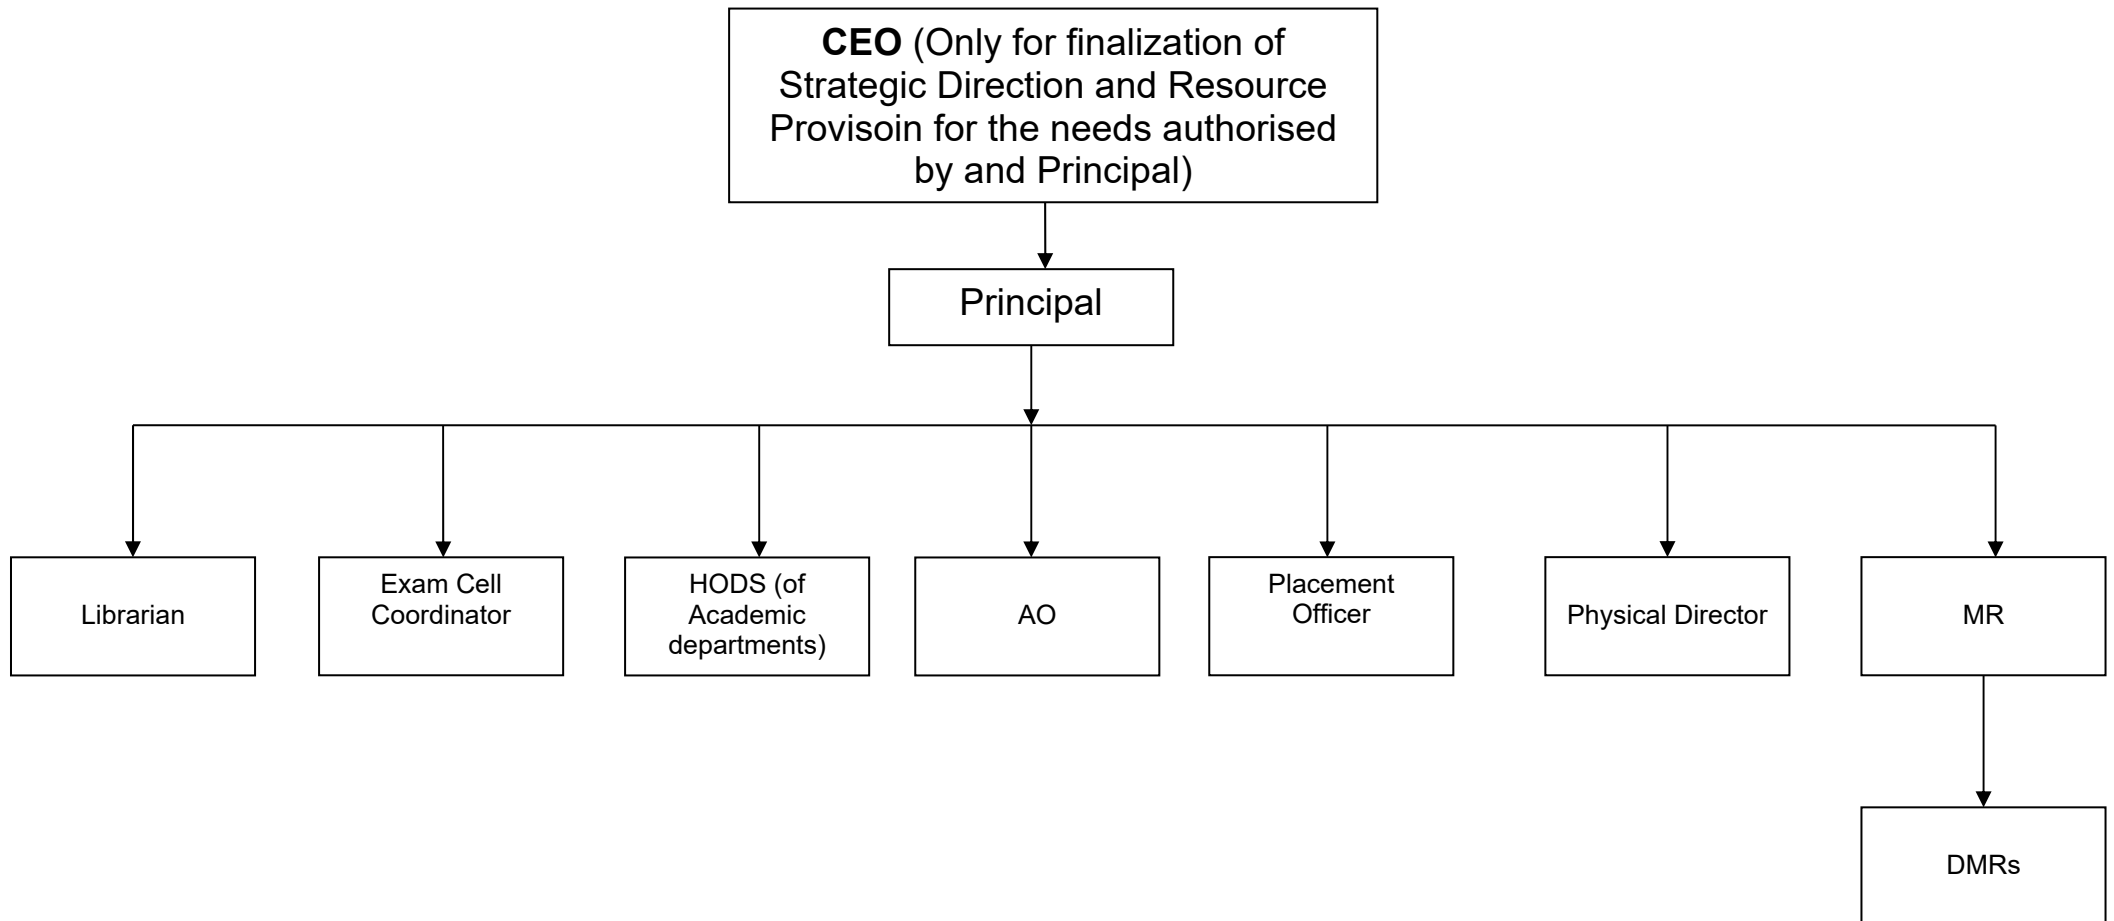 CEO (Only for finalization of
Strategic Direction and Resource
Provisoin for the needs authorised
by and Principal)
Principal
Librarian
Exam Cell
Coordinator
HODS (of
Academic
departments)
AO
Placement
Officer
Physical Director
MR
DMRs